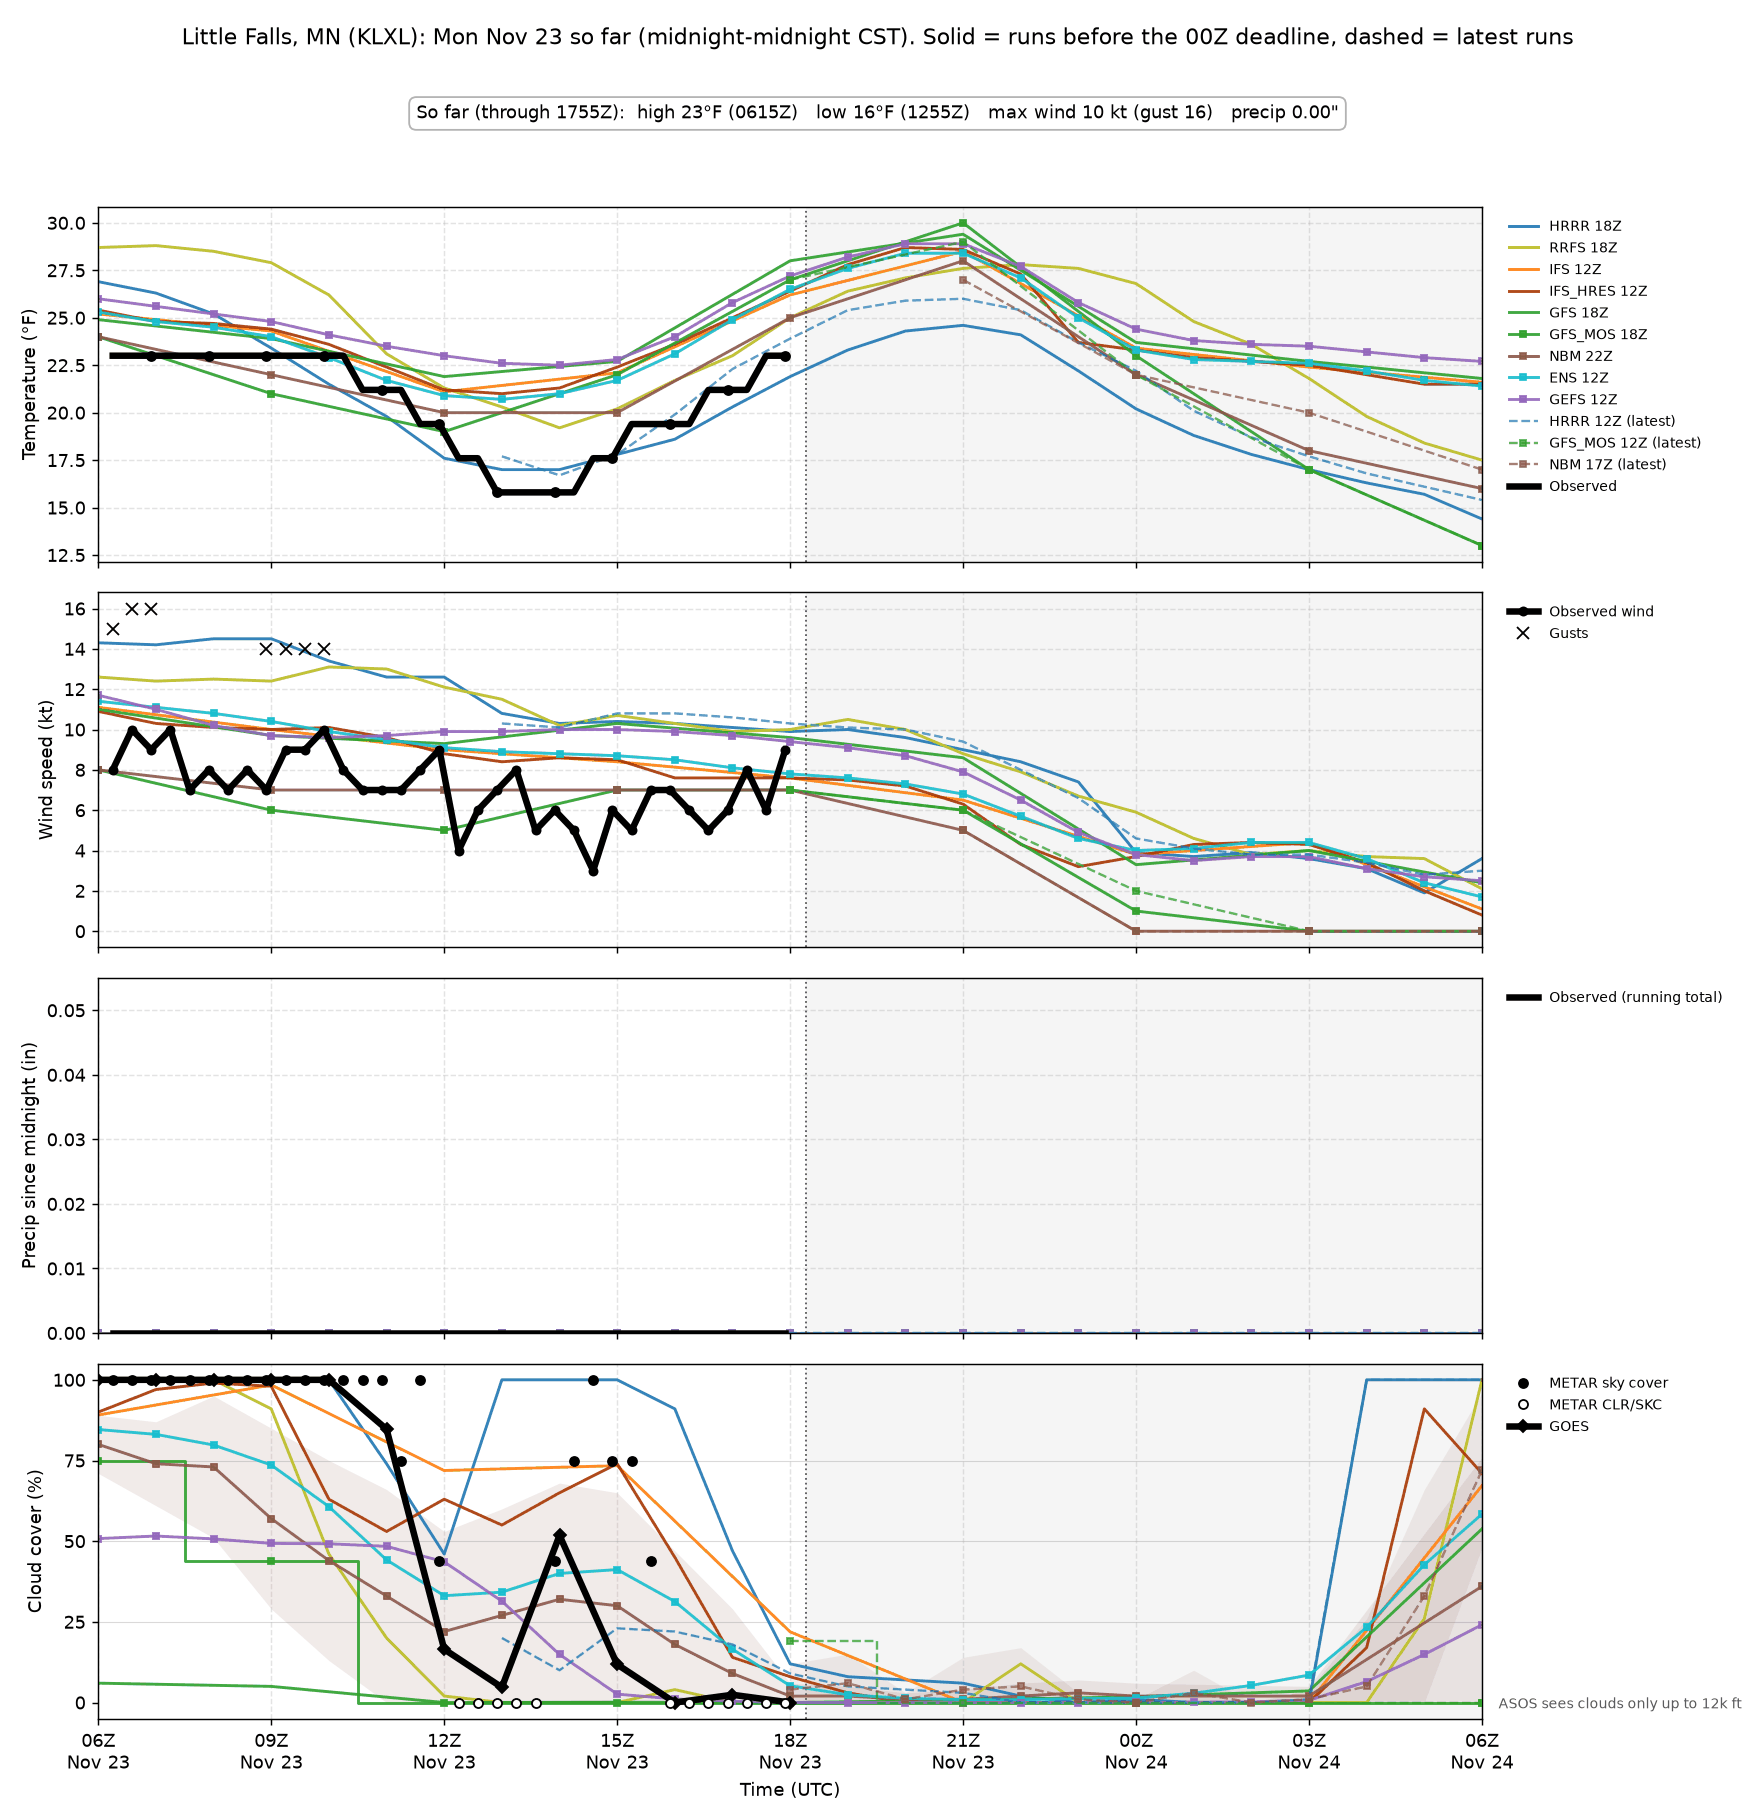 Little Falls, MN (KLXL): Mon Nov 23 so far (midnight-midnight CST). Solid = runs before the 00Z deadline, dashed = latest runs
So far (through 1755Z):  high 23°F (0615Z)   low 16°F (1255Z)   max wind 10 kt (gust 16)   precip 0.00"
Temperature (°F)
30.0
27.5
25.0
22.5
20.0
17.5
15.0
12.5
HRRR 18Z
RRFS 18Z
IFS 12Z
IFS_HRES 12Z
GFS 18Z
GFS_MOS 18Z
NBM 22Z
ENS 12Z
GEFS 12Z
HRRR 12Z (latest)
GFS_MOS 12Z (latest)
NBM 17Z (latest)
Observed
Wind speed (kt)
16
14
12
10
8
6
4
2
0
Observed wind
Gusts
Precip since midnight (in)
0.05
0.04
0.03
0.02
0.01
0.00
Observed (running total)
Cloud cover (%)
100
75
50
25
0
METAR sky cover
METAR CLR/SKC
GOES
ASOS sees clouds only up to 12k ft
06Z 09Z 12Z 15Z 18Z 21Z 00Z 03Z 06Z
Nov 23 Nov 23 Nov 23 Nov 23 Nov 23 Nov 23 Nov 24 Nov 24 Nov 24
Time (UTC)